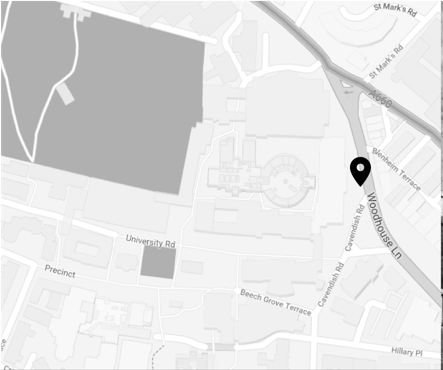 St Mark's Rd
St Mark's Rd
A660
Blenheim Terrace
Woodhouse Ln
Cavendish Rd
University Rd
Precinct
Cavendish Rd
Beech Grove Terrace
Hillary Pl